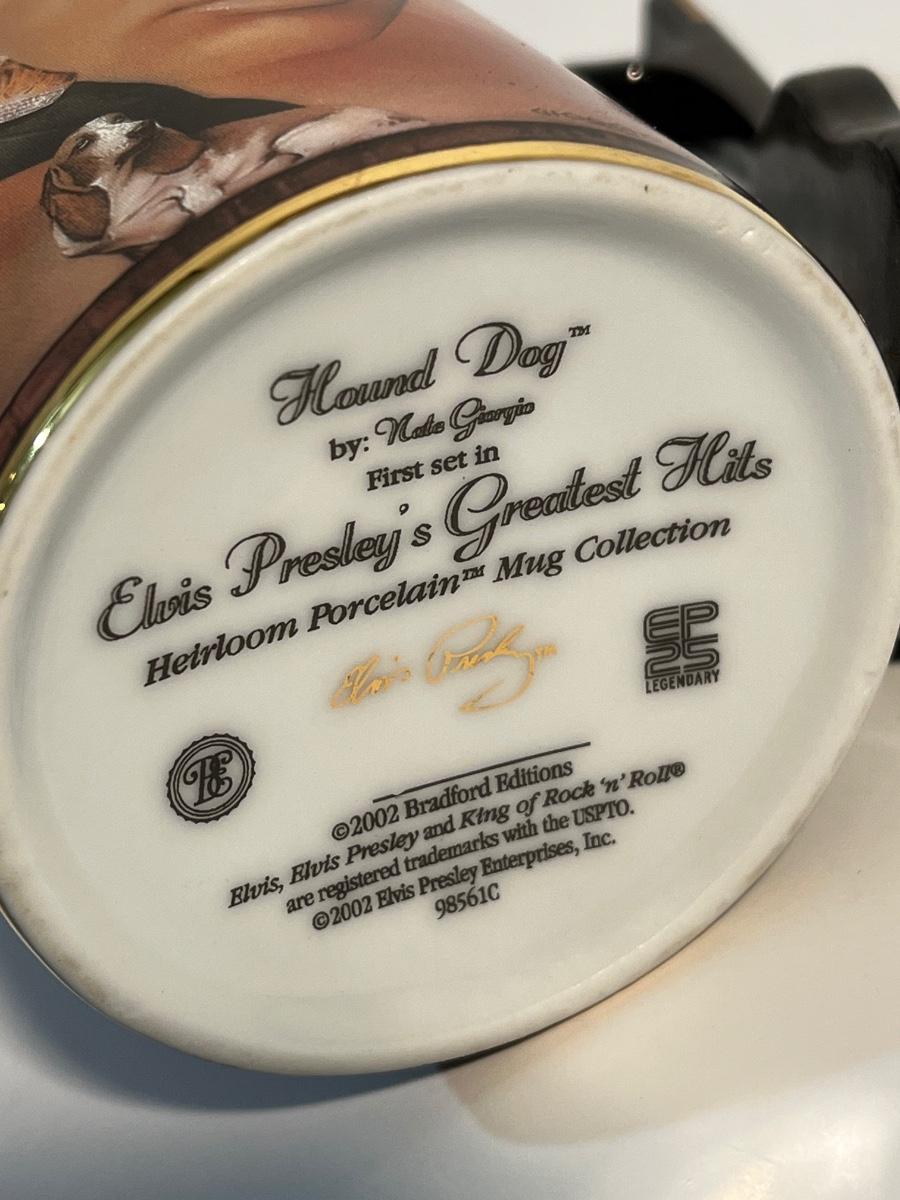 Hound Dog™
by: Nate Giorgio
First set in
Elvis Presley's Greatest Hits
Heirloom Porcelain™ Mug Collection
Elvis Presley™
EP
25
LEGENDARY
BE
©2002 Bradford Editions
Elvis, Elvis Presley and King of Rock 'n' Roll®
are registered trademarks with the USPTO.
©2002 Elvis Presley Enterprises, Inc.
98561C